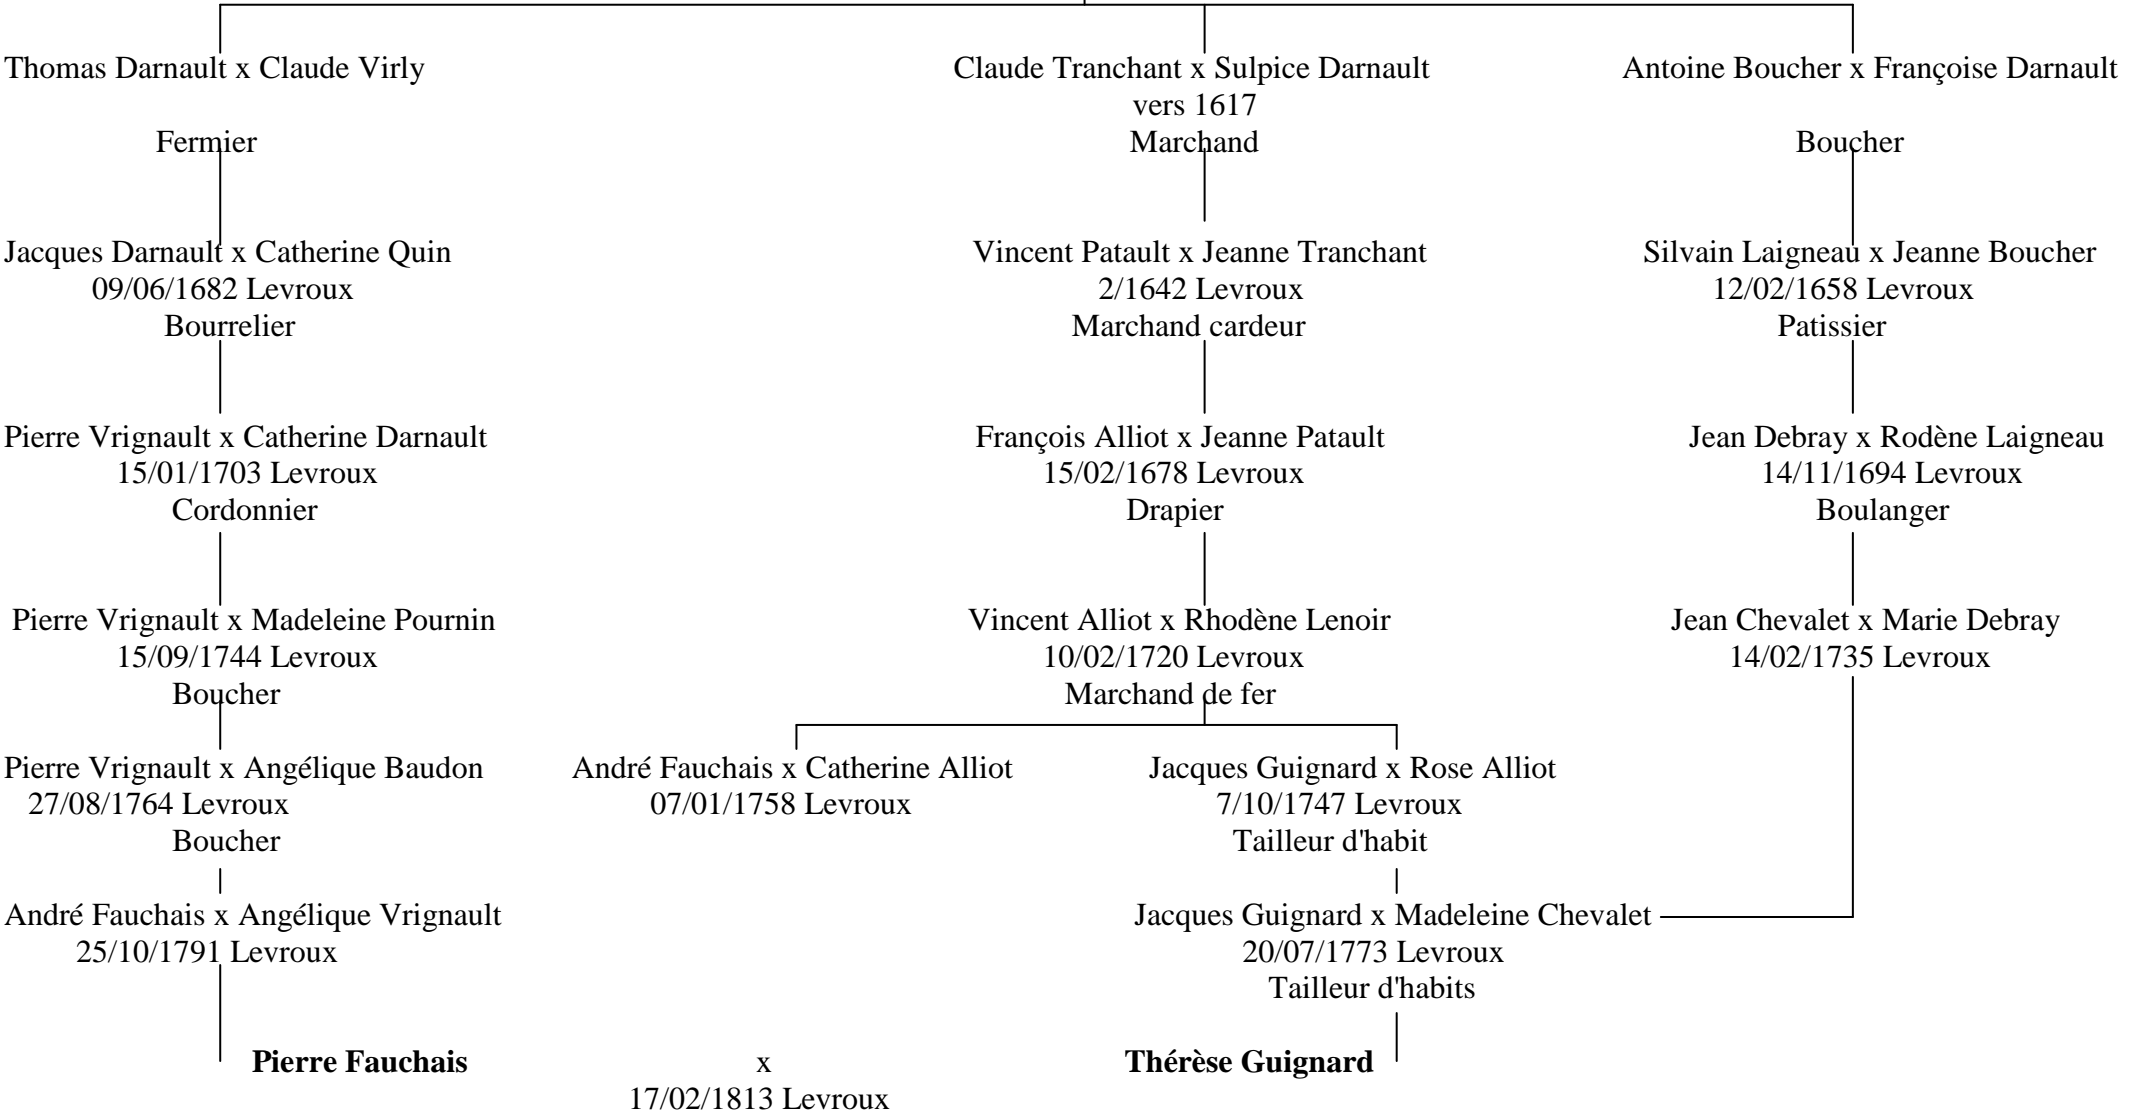 Thomas Darnault x Claude Virly
Claude Tranchant x Sulpice Darnault
Antoine Boucher x Françoise Darnault
vers 1617
Fermier
Marchand
Boucher
Jacques Darnault x Catherine Quin
Vincent Patault x Jeanne Tranchant
Silvain Laigneau x Jeanne Boucher
09/06/1682 Levroux
2/1642 Levroux
12/02/1658 Levroux
Bourrelier
Marchand cardeur
Patissier
Pierre Vrignault x Catherine Darnault
François Alliot x Jeanne Patault
Jean Debray x Rodène Laigneau
15/01/1703 Levroux
15/02/1678 Levroux
14/11/1694 Levroux
Cordonnier
Drapier
Boulanger
Pierre Vrignault x Madeleine Pournin
Vincent Alliot x Rhodène Lenoir
Jean Chevalet x Marie Debray
15/09/1744 Levroux
10/02/1720 Levroux
14/02/1735 Levroux
Boucher
Marchand de fer
Pierre Vrignault x Angélique Baudon
André Fauchais x Catherine Alliot
Jacques Guignard x Rose Alliot
27/08/1764 Levroux
07/01/1758 Levroux
7/10/1747 Levroux
Boucher
Tailleur d'habit
André Fauchais x Angélique Vrignault
Jacques Guignard x Madeleine Chevalet
25/10/1791 Levroux
20/07/1773 Levroux
Tailleur d'habits
Pierre Fauchais x Thérèse Guignard
17/02/1813 Levroux